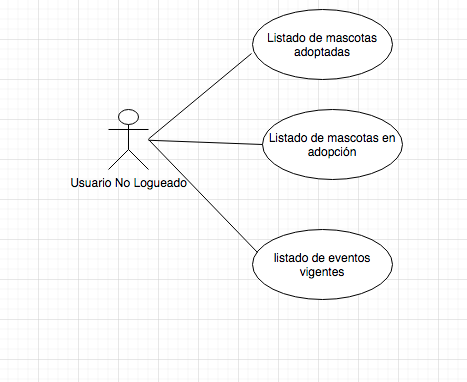 Listado de mascotas
adoptadas
Listado de mascotas en
adopción
Usuario No Logueado
listado de eventos
vigentes